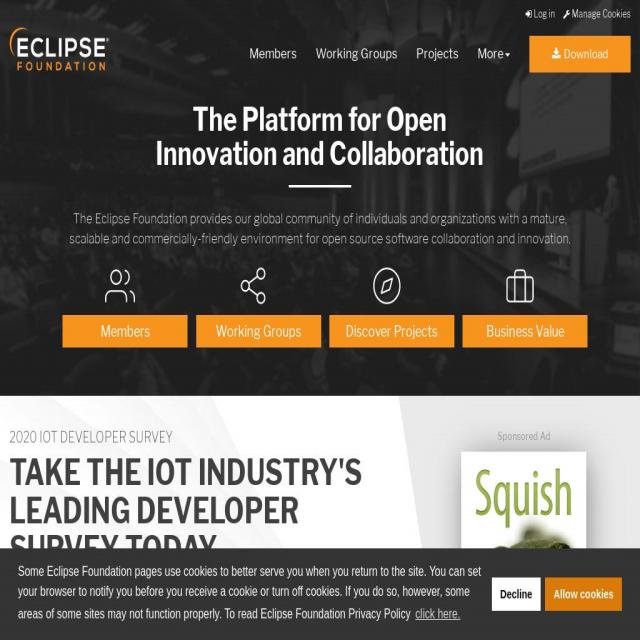 Log in
Manage Cookies
ECLIPSE
FOUNDATION
Members
Working Groups
Projects
More
Download
The Platform for Open
Innovation and Collaboration
The Eclipse Foundation provides our global community of individuals and organizations with a mature,
scalable and commercially-friendly environment for open source software collaboration and innovation.
Members
Working Groups
Discover Projects
Business Value
2020 IOT DEVELOPER SURVEY
TAKE THE IOT INDUSTRY'S
LEADING DEVELOPER
SURVEY TODAY
Sponsored Ad
Squish
Some Eclipse Foundation pages use cookies to better serve you when you return to the site. You can set
your browser to notify you before you receive a cookie or turn off cookies. If you do so, however, some
areas of some sites may not function properly. To read Eclipse Foundation Privacy Policy click here.
Decline
Allow cookies